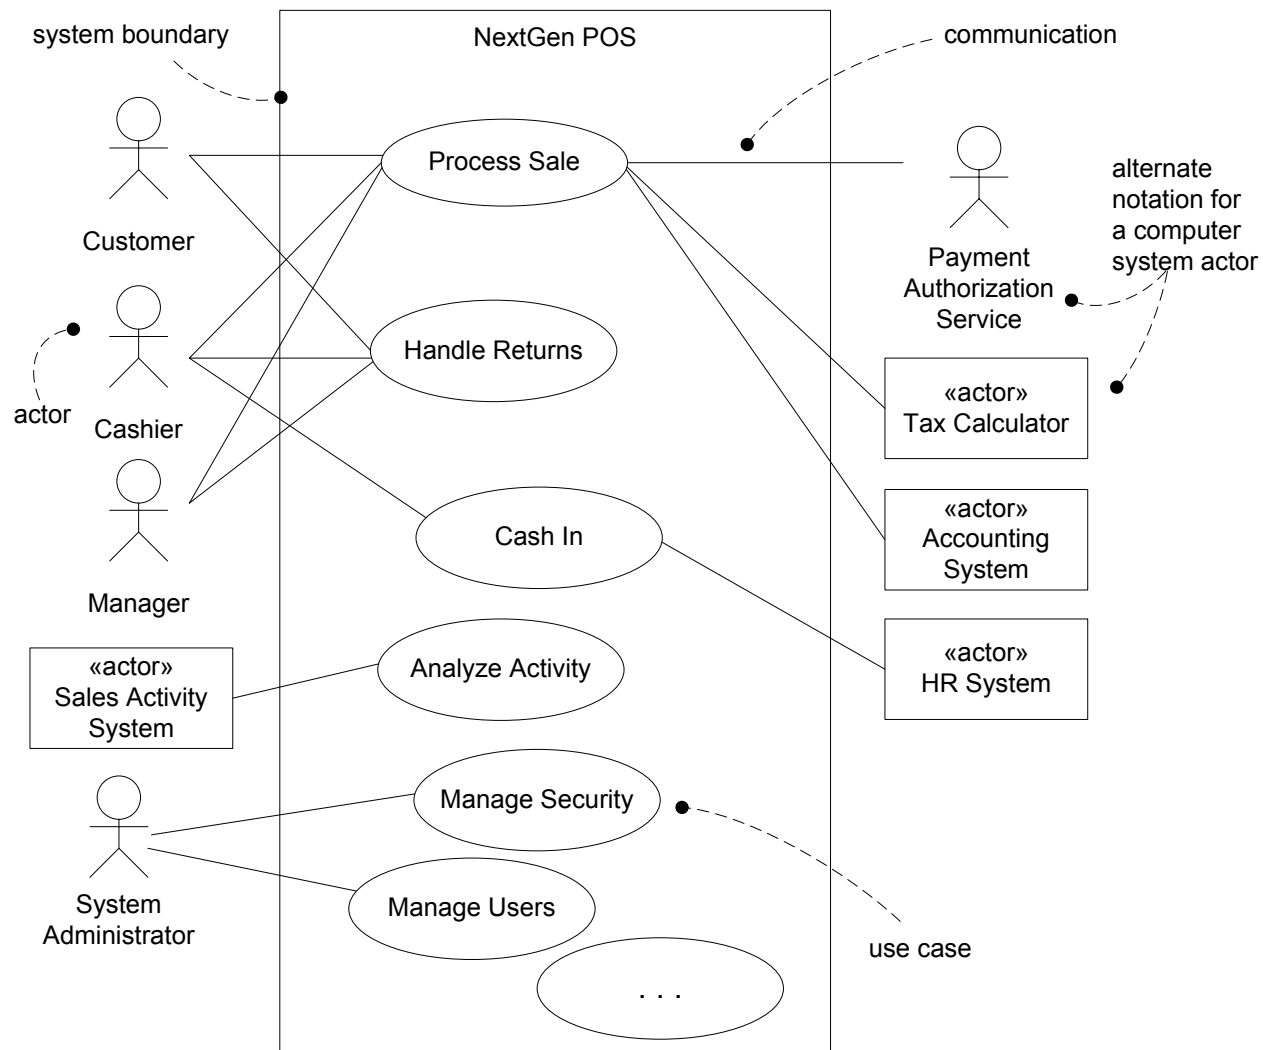 system boundary
NextGen POS
communication
Process Sale
alternate
notation for
a computer
system actor
Customer
Payment
Authorization
Service
Handle Returns
actor
Cashier
«actor»
Tax Calculator
Cash In
«actor»
Accounting
System
Manager
«actor»
Sales Activity
System
Analyze Activity
«actor»
HR System
Manage Security
System
Administrator
Manage Users
use case
. . .